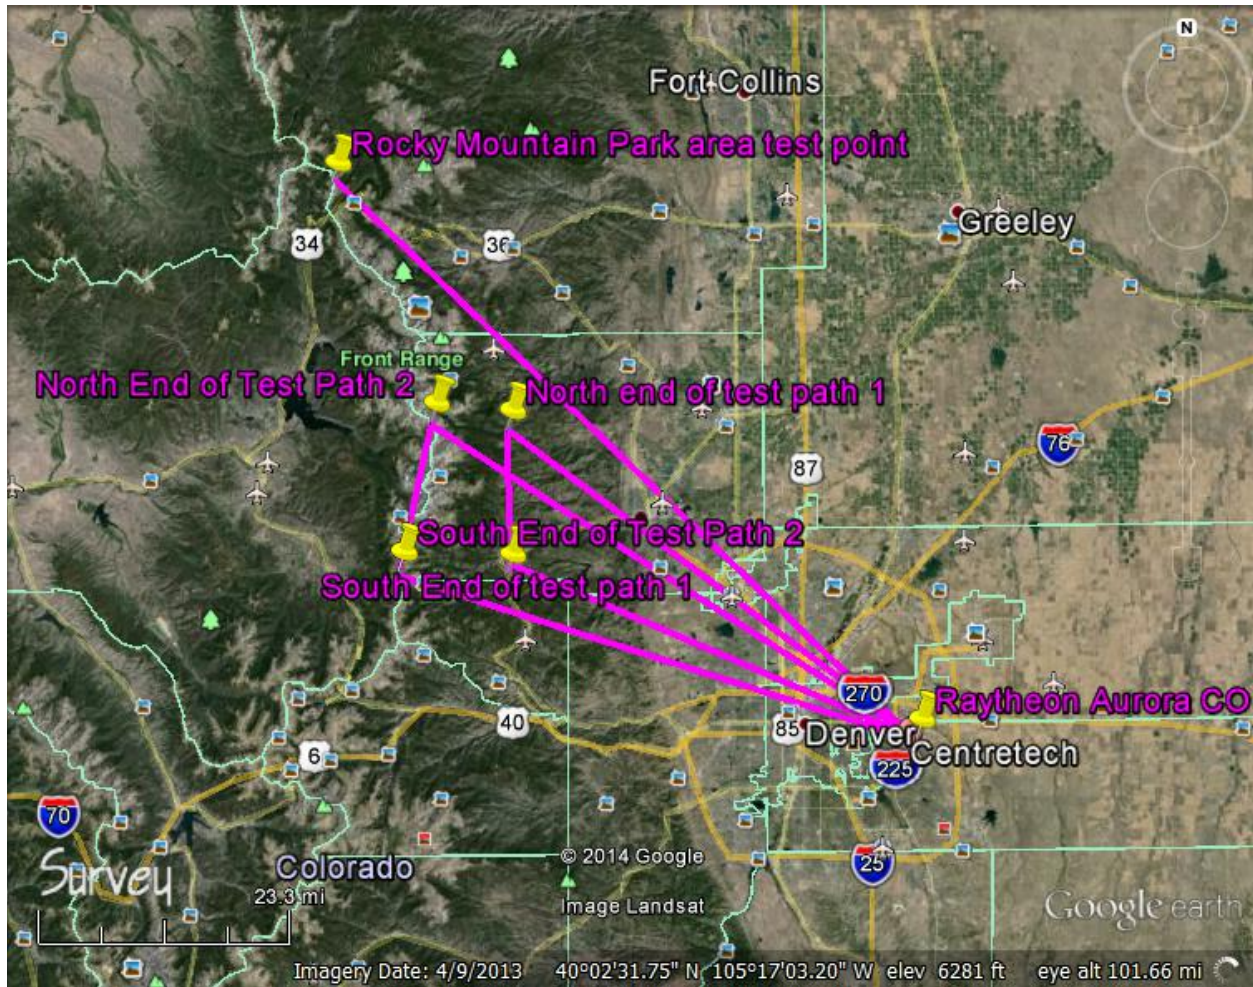 N
Fort Collins
Rocky Mountain Park area test point
Greeley
34
36
Front Range
North End of Test Path 2
North end of test path 1
76
87
South End of Test Path 2
South End of test path 1
270
Raytheon Aurora CO
40
85
Denver
Centretech
6
225
70
25
Survey
Colorado
© 2014 Google
23.3 mi
Image Landsat
Google earth
Imagery Date: 4/9/2013 40º02'31.75" N 105º17'03.20" W elev 6281 ft eye alt 101.66 mi